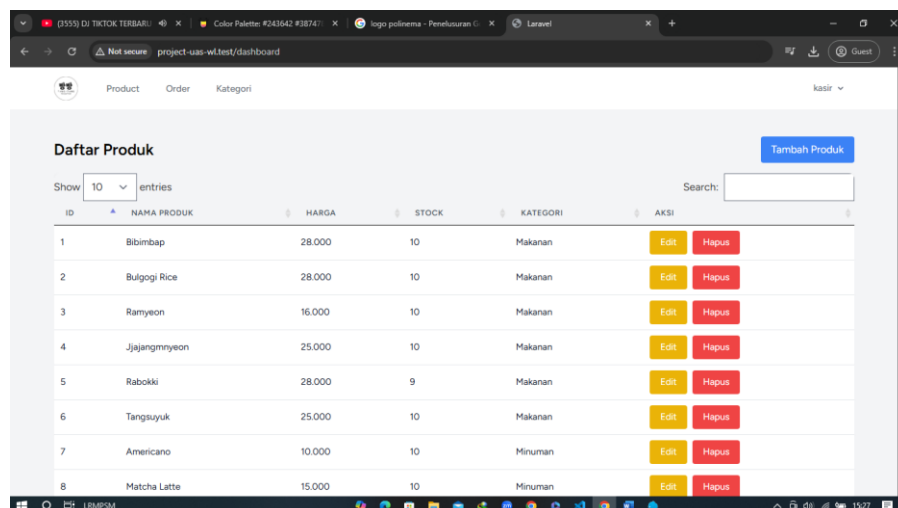 (3555) DJ TIKTOK TERBARU
Color Palette: #243642 #38747
logo polinema - Penelusuran G
Laravel
Not secure project-uas-wl.test/dashboard
Guest
Product Order Kategori
kasir
Daftar Produk
Tambah Produk
Show 10 entries
Search:
ID NAMA PRODUK HARGA STOCK KATEGORI AKSI
1 Bibimbap 28.000 10 Makanan Edit Hapus
2 Bulgogi Rice 28.000 10 Makanan Edit Hapus
3 Ramyeon 16.000 10 Makanan Edit Hapus
4 Jjajangmnyeon 25.000 10 Makanan Edit Hapus
5 Rabokki 28.000 9 Makanan Edit Hapus
6 Tangsuyuk 25.000 10 Makanan Edit Hapus
7 Americano 10.000 10 Minuman Edit Hapus
8 Matcha Latte 15.000 10 Minuman Edit Hapus
LBMPSM
15:27